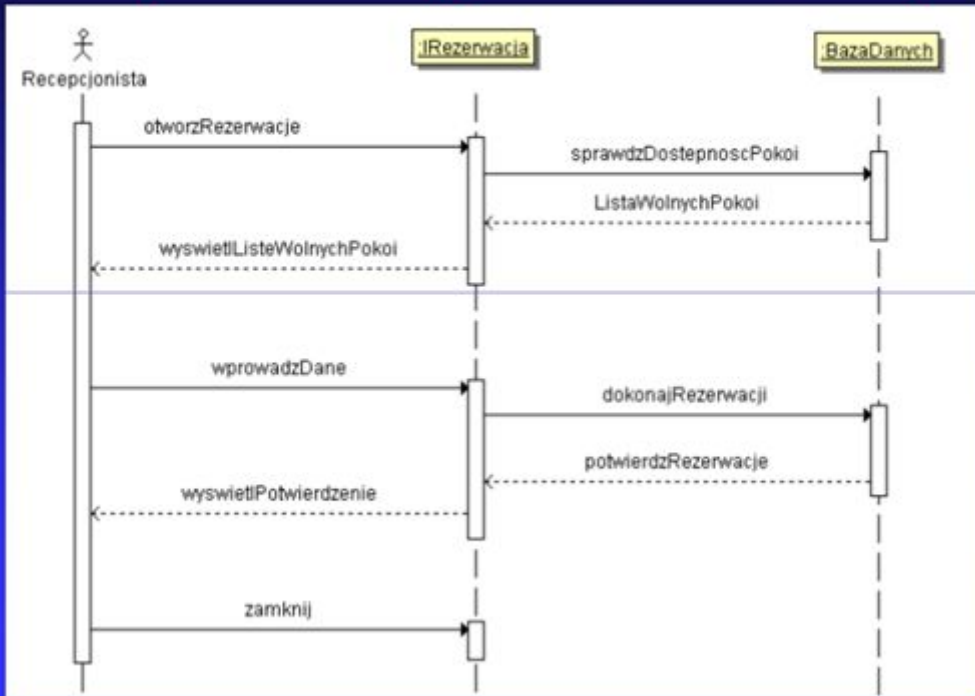 Recepcjonista
:IRezerwacja
:BazaDanych
otworzRezerwacje
sprawdzDostepnoscPokoi
ListaWolnychPokoi
wyswietlListeWolnychPokoi
wprowadzDane
dokonajRezerwacji
potwierdzRezerwacje
wyswietlPotwierdzenie
zamknij